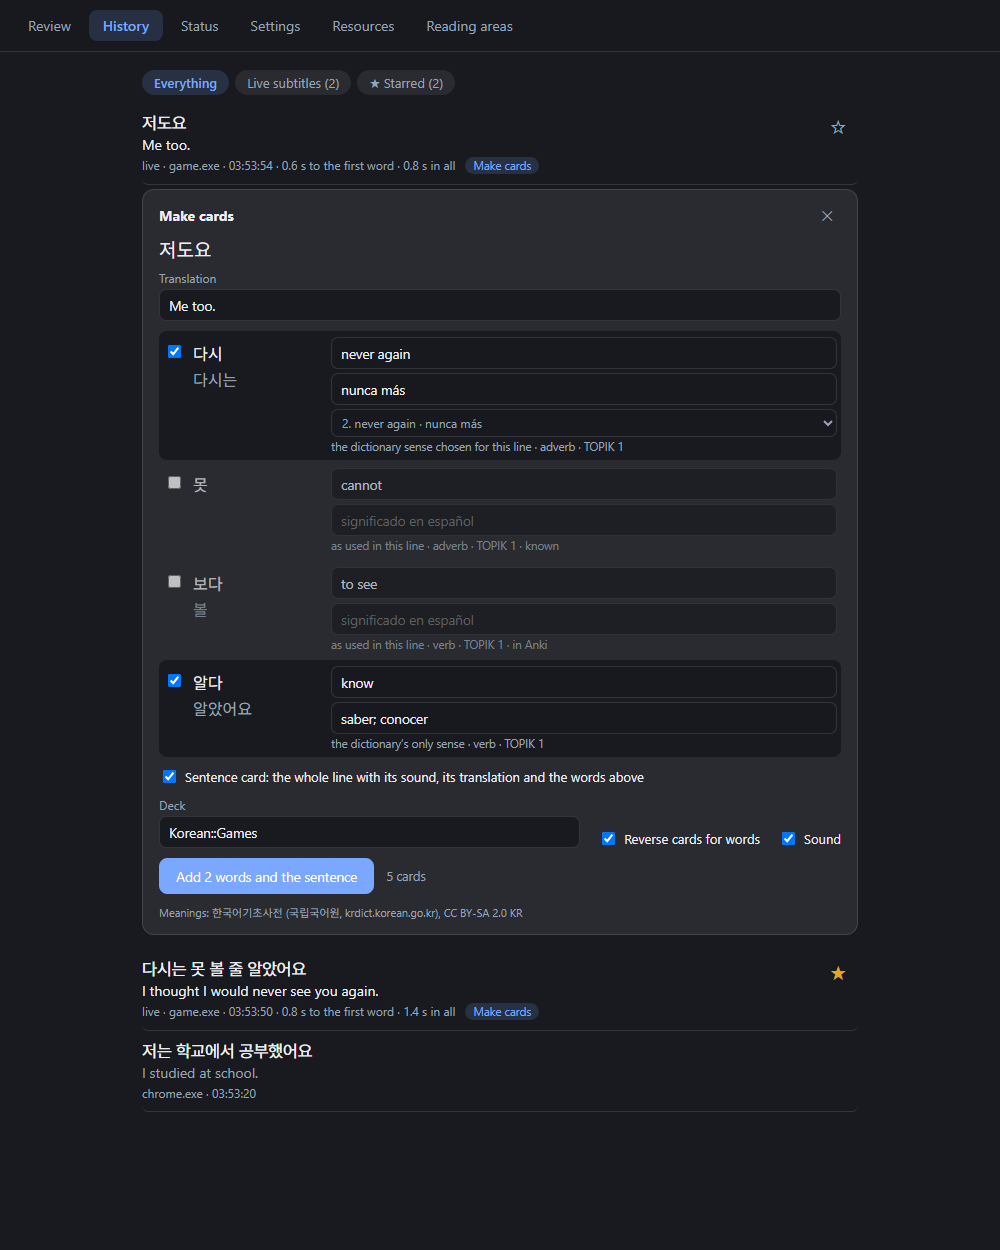 Review History Status Settings Resources Reading areas
Everything Live subtitles (2) ★ Starred (2)
저도요
Me too.
live · game.exe · 03:53:54 · 0.6 s to the first word · 0.8 s in all Make cards
Make cards
저도요
Translation
Me too.
다시 never again
다시는 nunca más
2. never again · nunca más
the dictionary sense chosen for this line · adverb · TOPIK 1
못 cannot
significado en español
as used in this line · adverb · TOPIK 1 · known
보다 to see
볼 significado en español
as used in this line · verb · TOPIK 1 · in Anki
알다 know
알았어요 saber; conocer
the dictionary's only sense · verb · TOPIK 1
Sentence card: the whole line with its sound, its translation and the words above
Deck
Korean::Games Reverse cards for words Sound
Add 2 words and the sentence 5 cards
Meanings: 한국어기초사전 (국립국어원, krdict.korean.go.kr), CC BY-SA 2.0 KR
다시는 못 볼 줄 알았어요
I thought I would never see you again.
live · game.exe · 03:53:50 · 0.8 s to the first word · 1.4 s in all Make cards
저는 학교에서 공부했어요
I studied at school.
chrome.exe · 03:53:20